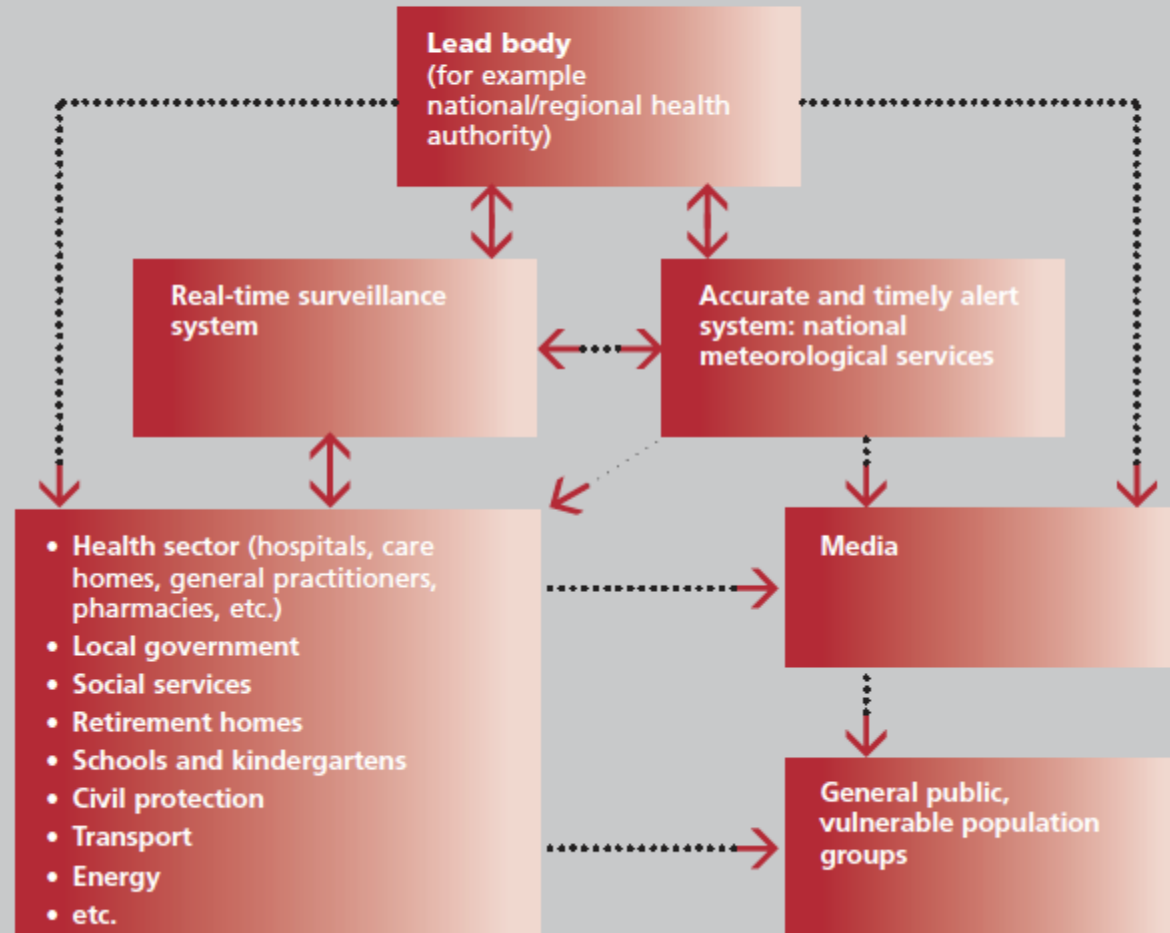 Lead body
(for example
national/regional health
authority)
Real-time surveillance
system
Accurate and timely alert
system: national
meteorological services
• Health sector (hospitals, care
homes, general practitioners,
pharmacies, etc.)
• Local government
• Social services
• Retirement homes
• Schools and kindergartens
• Civil protection
• Transport
• Energy
• etc.
Media
General public,
vulnerable population
groups